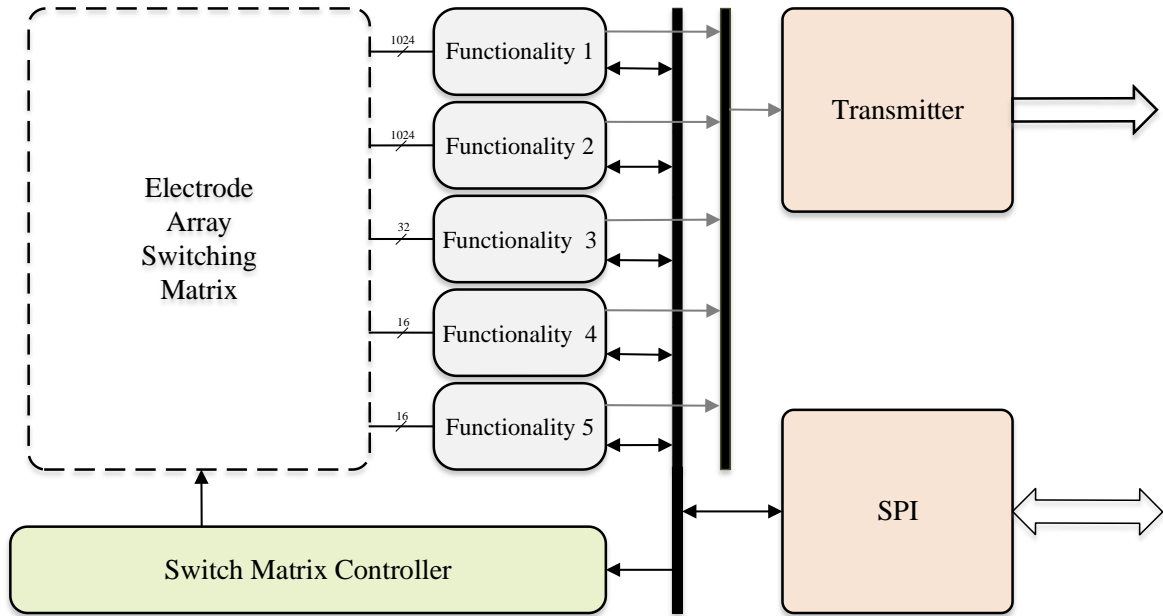 1024
Functionality 1
1024
Functionality 2
Electrode
Array
Switching
Matrix
32
Functionality 3
16
Functionality 4
16
Functionality 5
Transmitter
SPI
Switch Matrix Controller